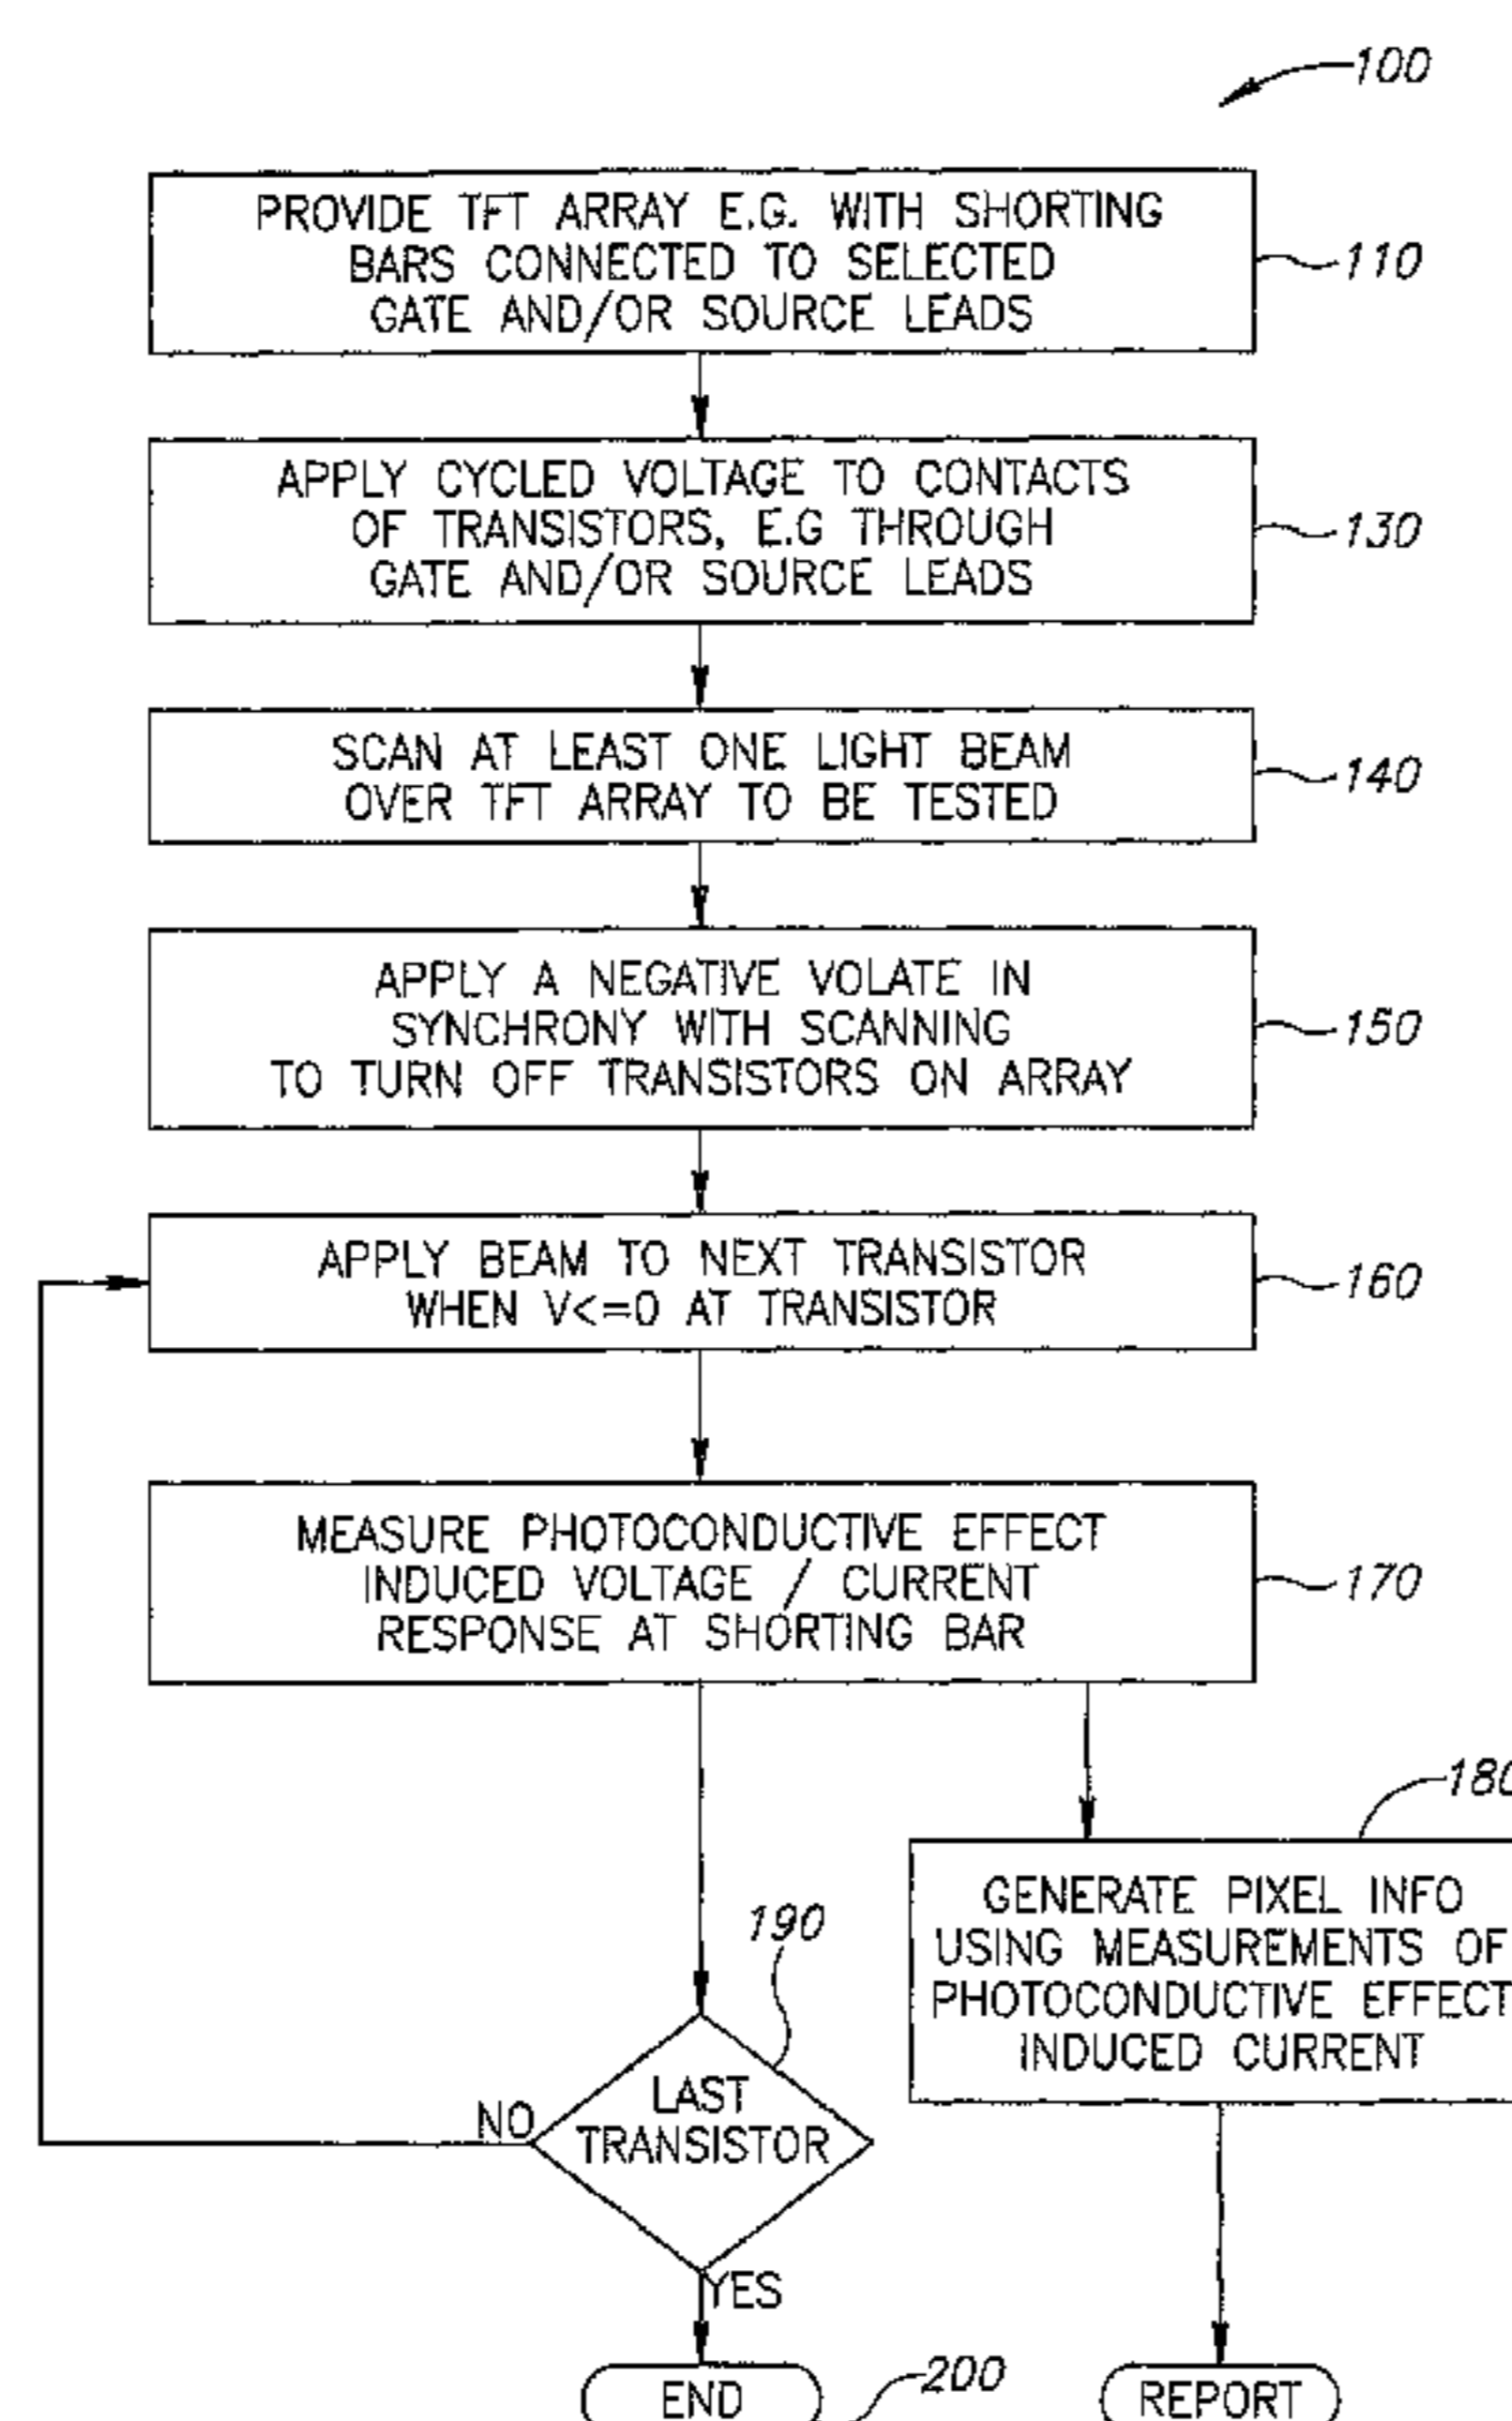 100
PROVIDE TFT ARRAY E.G. WITH SHORTING
BARS CONNECTED TO SELECTED
GATE AND/OR SOURCE LEADS
110
APPLY CYCLED VOLTAGE TO CONTACTS
OF TRANSISTORS, E.G THROUGH
GATE AND/OR SOURCE LEADS
130
SCAN AT LEAST ONE LIGHT BEAM
OVER TFT ARRAY TO BE TESTED
140
APPLY A NEGATIVE VOLATE IN
SYNCHRONY WITH SCANNING
TO TURN OFF TRANSISTORS ON ARRAY
150
APPLY BEAM TO NEXT TRANSISTOR
WHEN V<=0 AT TRANSISTOR
160
MEASURE PHOTOCONDUCTIVE EFFECT
INDUCED VOLTAGE / CURRENT
RESPONSE AT SHORTING BAR
170
180
GENERATE PIXEL INFO
USING MEASUREMENTS OF
PHOTOCONDUCTIVE EFFECT
INDUCED CURRENT
190
LAST
TRANSISTOR
NO
YES
END
200
REPORT